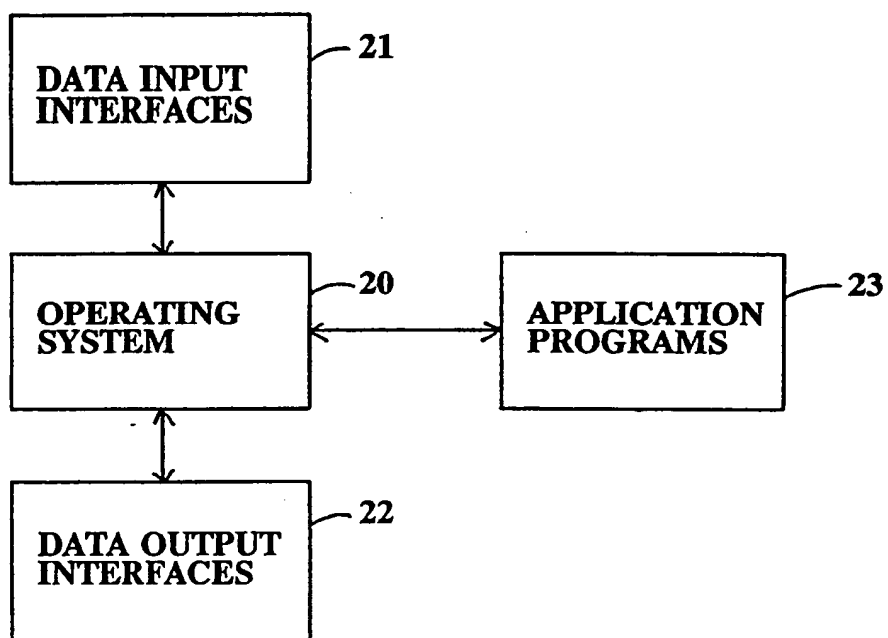 21
DATA INPUT
INTERFACES
20
OPERATING
SYSTEM
23
APPLICATION
PROGRAMS
22
DATA OUTPUT
INTERFACES